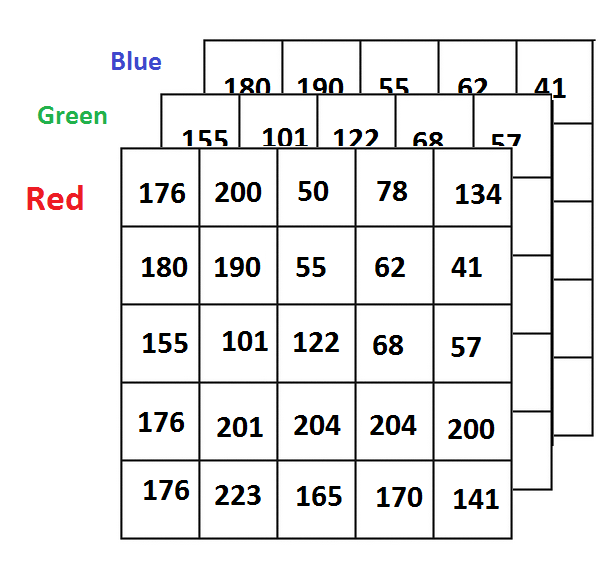 Blue
180 190 55 62 41
Green
155 101 122 68 57
Red
176 200 50 78 134
180 190 55 62 41
155 101 122 68 57
176 201 204 204 200
176 223 165 170 141